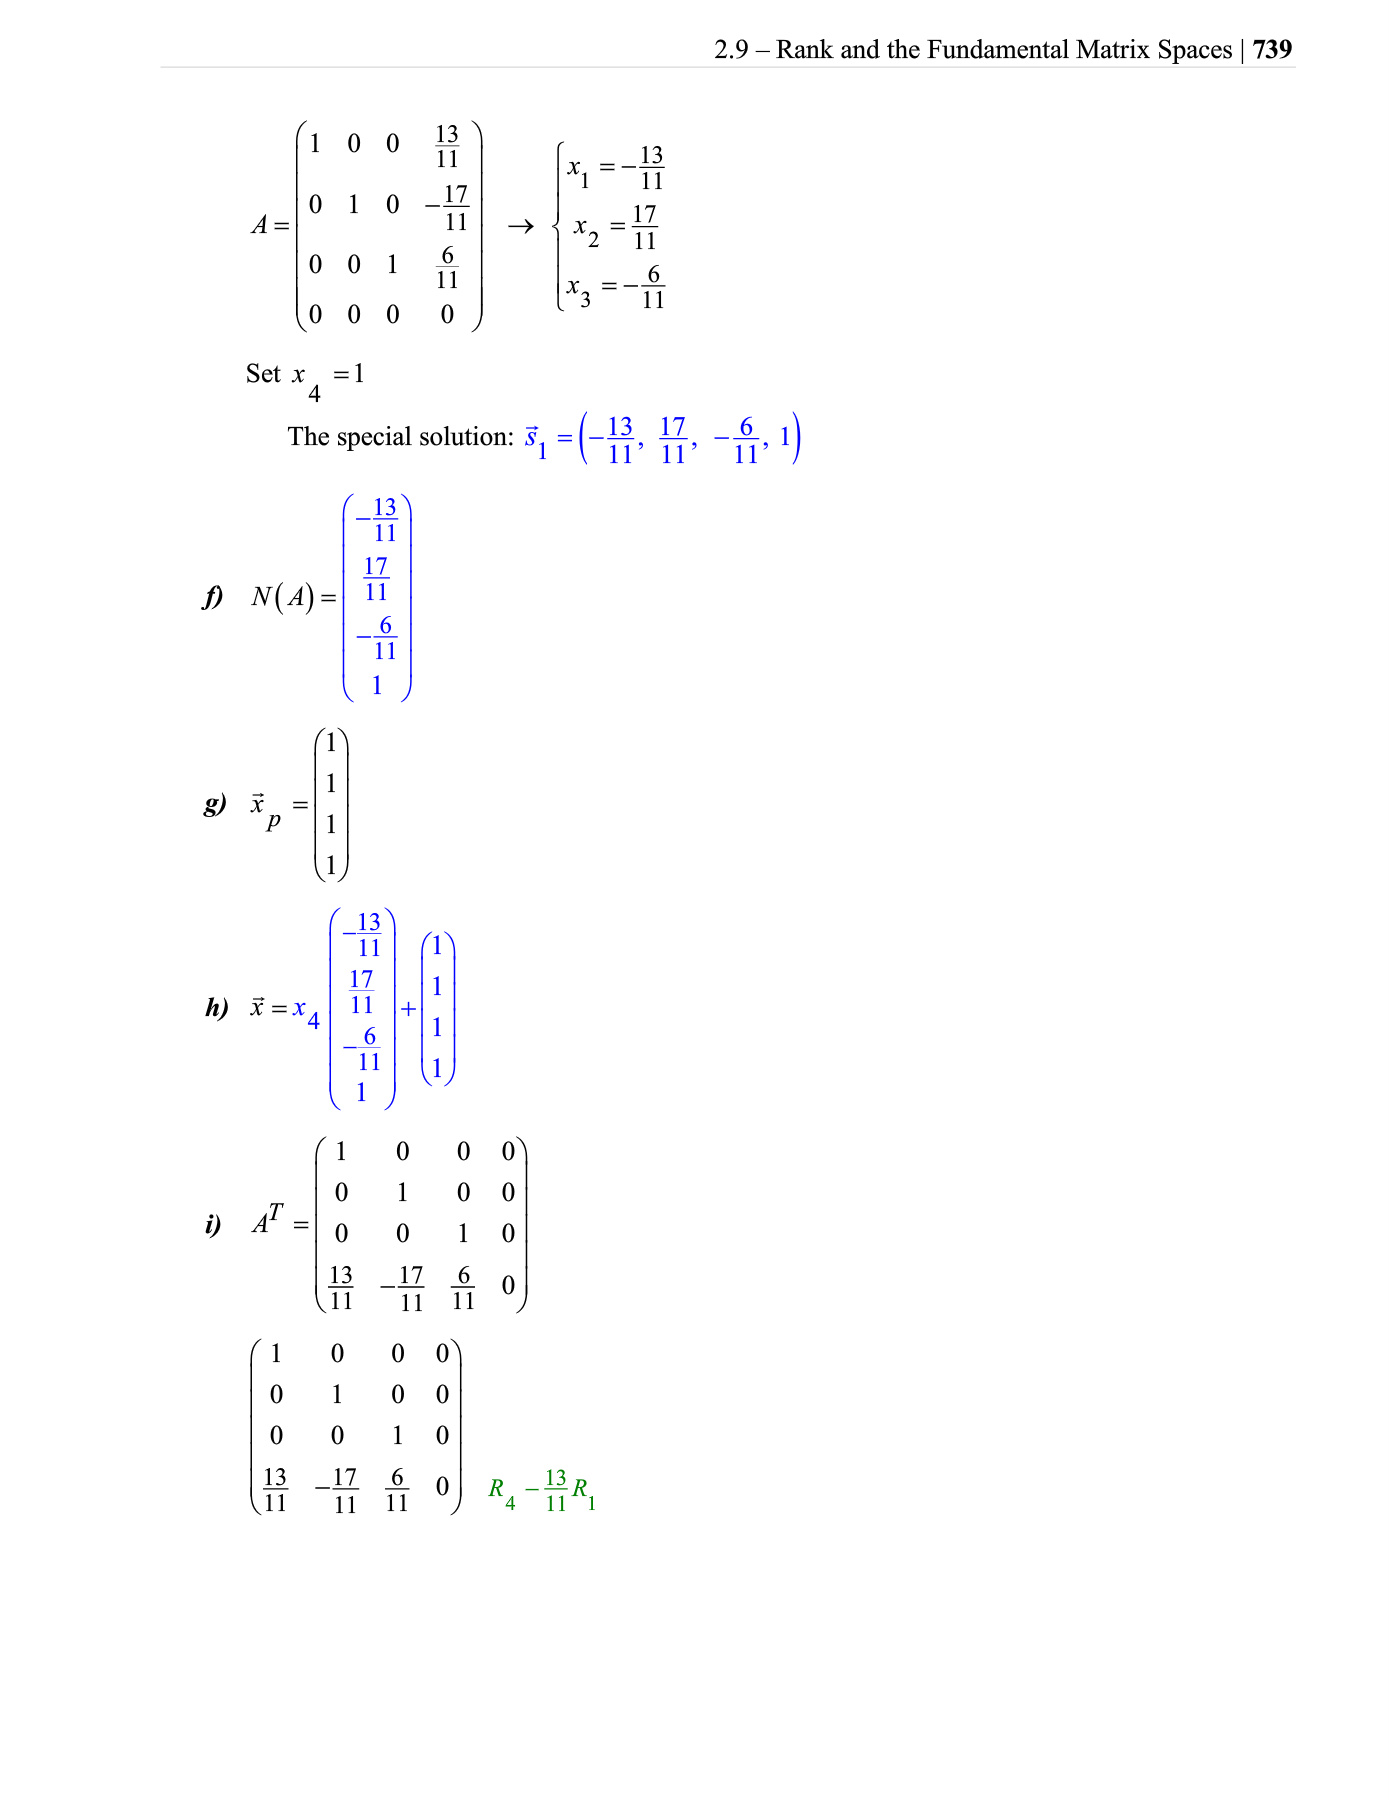 2.9 – Rank and the Fundamental Matrix Spaces | 739
$A = \begin{pmatrix} 1 & 0 & 0 & \frac{13}{11} \\ 0 & 1 & 0 & -\frac{17}{11} \\ 0 & 0 & 1 & \frac{6}{11} \\ 0 & 0 & 0 & 0 \end{pmatrix} \rightarrow \begin{cases} x_1 = -\frac{13}{11} \\ x_2 = \frac{17}{11} \\ x_3 = -\frac{6}{11} \end{cases}$
Set $x_4 = 1$
The special solution: $\vec{s}_1 = \left( -\frac{13}{11}, \frac{17}{11}, -\frac{6}{11}, 1 \right)$
f) $N(A) = \begin{pmatrix} -\frac{13}{11} \\ \frac{17}{11} \\ -\frac{6}{11} \\ 1 \end{pmatrix}$
g) $\vec{x}_p = \begin{pmatrix} 1 \\ 1 \\ 1 \\ 1 \end{pmatrix}$
h) $\vec{x} = x_4 \begin{pmatrix} -\frac{13}{11} \\ \frac{17}{11} \\ -\frac{6}{11} \\ 1 \end{pmatrix} + \begin{pmatrix} 1 \\ 1 \\ 1 \\ 1 \end{pmatrix}$
i) $A^T = \begin{pmatrix} 1 & 0 & 0 & 0 \\ 0 & 1 & 0 & 0 \\ 0 & 0 & 1 & 0 \\ \frac{13}{11} & -\frac{17}{11} & \frac{6}{11} & 0 \end{pmatrix}$
$\begin{pmatrix} 1 & 0 & 0 & 0 \\ 0 & 1 & 0 & 0 \\ 0 & 0 & 1 & 0 \\ \frac{13}{11} & -\frac{17}{11} & \frac{6}{11} & 0 \end{pmatrix} \quad R_4 - \frac{13}{11} R_1$